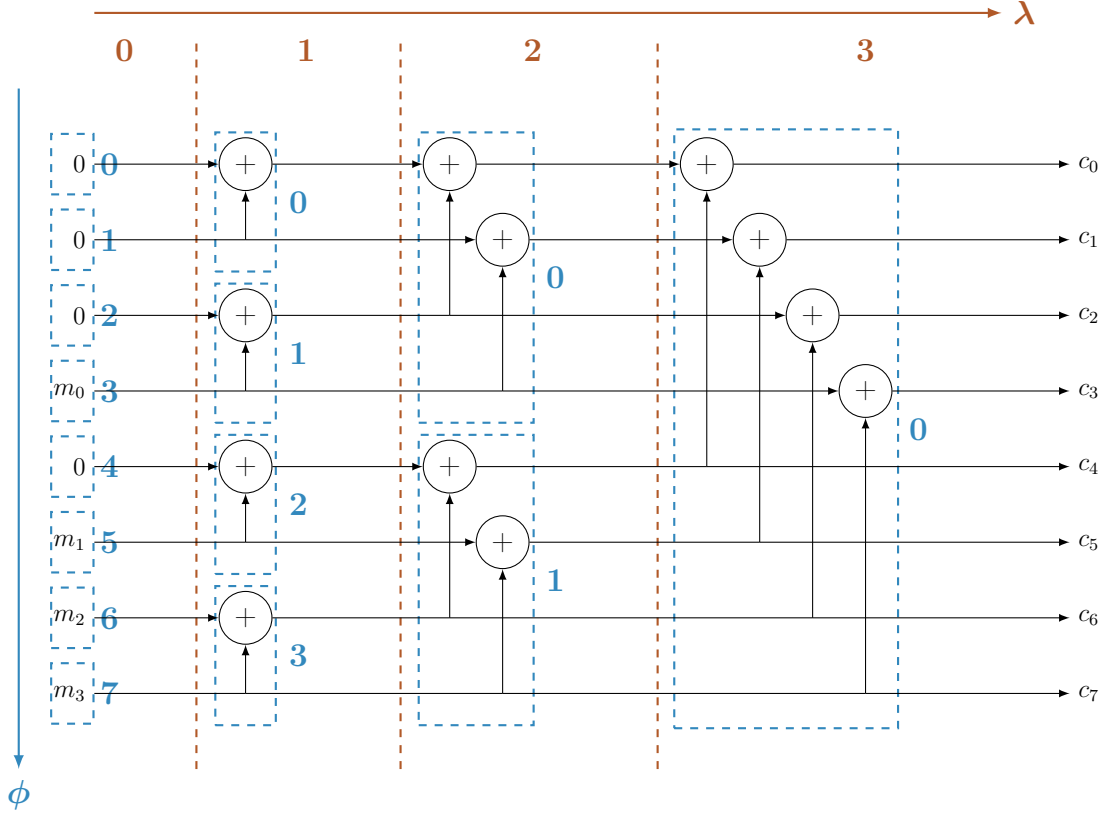 λ
0 1 2 3
0 0 + + + c₀
0
0 1 + + c₁
0
0 2 + + c₂
1
m₀ 3 + c₃
0
0 4 + + c₄
2
m₁ 5 + c₅
1
m₂ 6 + c₆
3
m₃ 7 c₇
ϕ